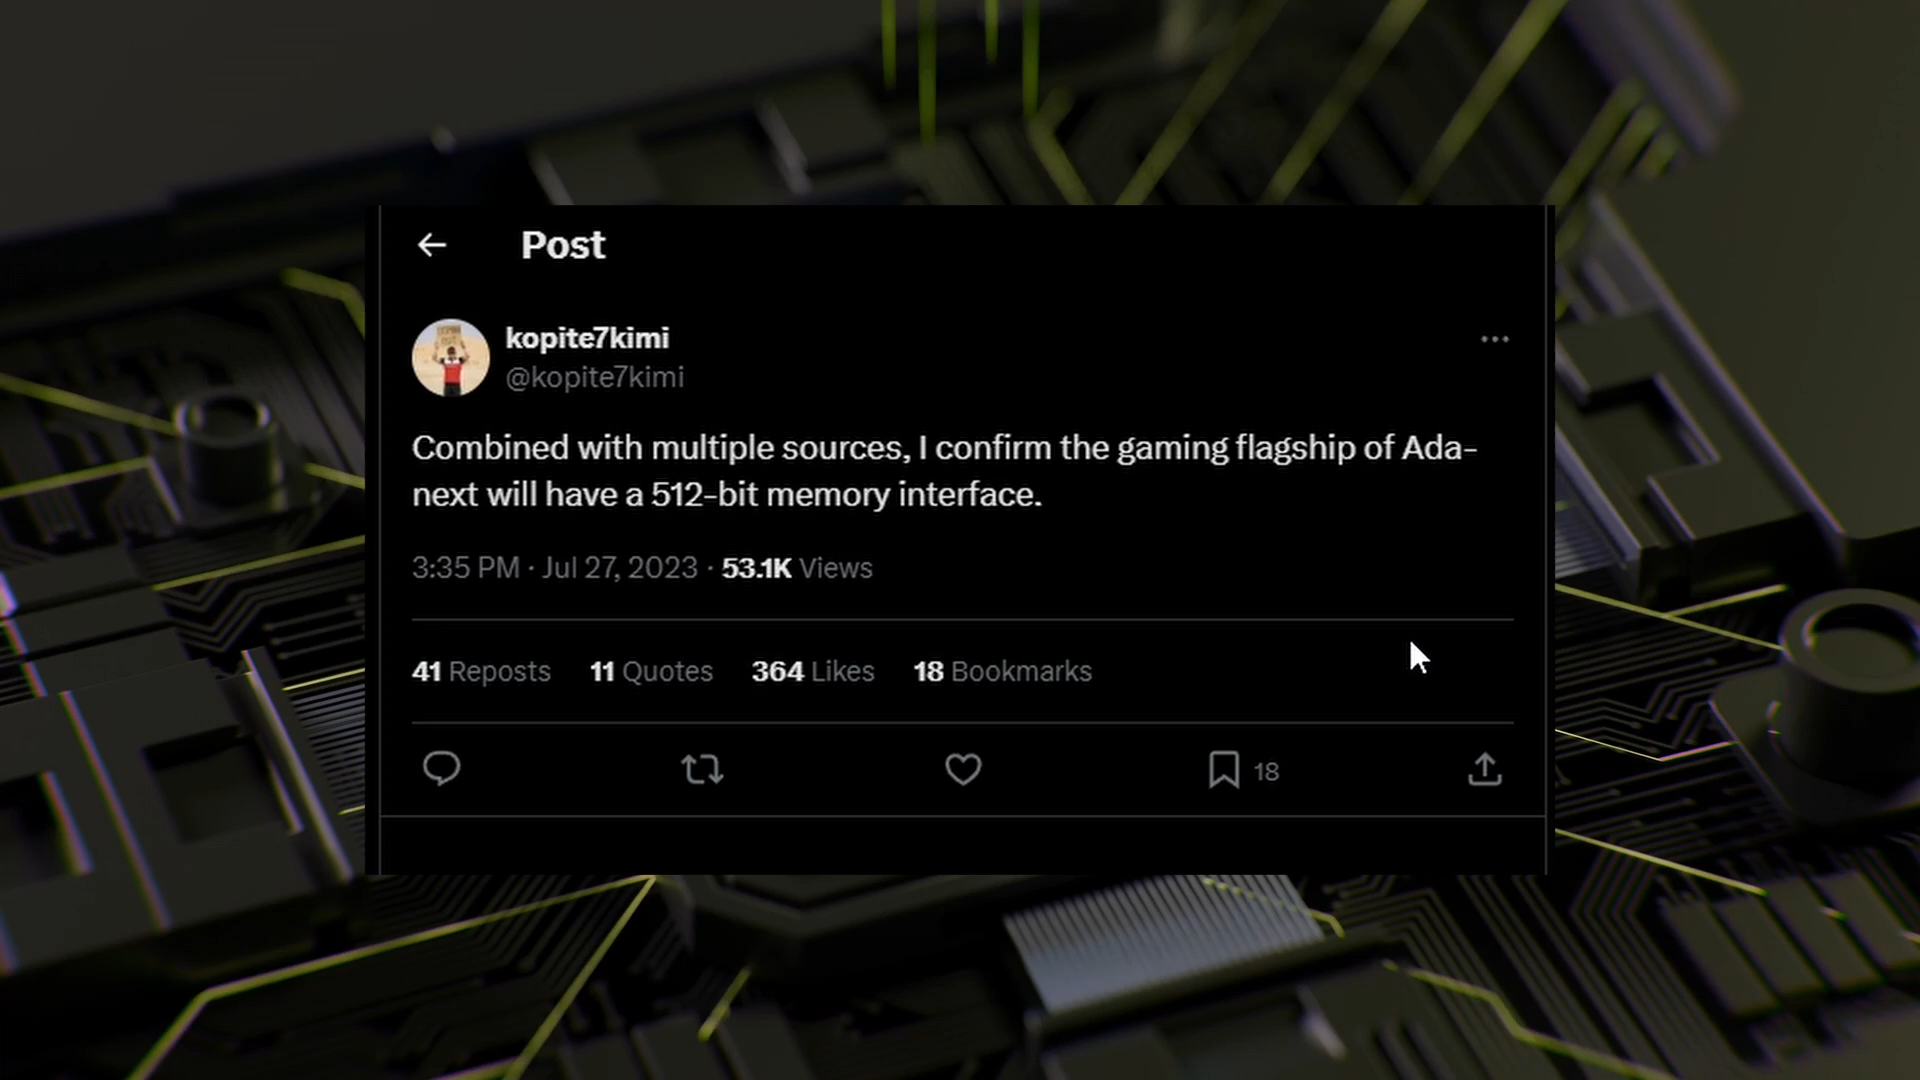 Post
kopite7kimi
@kopite7kimi
Combined with multiple sources, I confirm the gaming flagship of Ada-
next will have a 512-bit memory interface.
3:35 PM · Jul 27, 2023 · 53.1K Views
41 Reposts 11 Quotes 364 Likes 18 Bookmarks
18